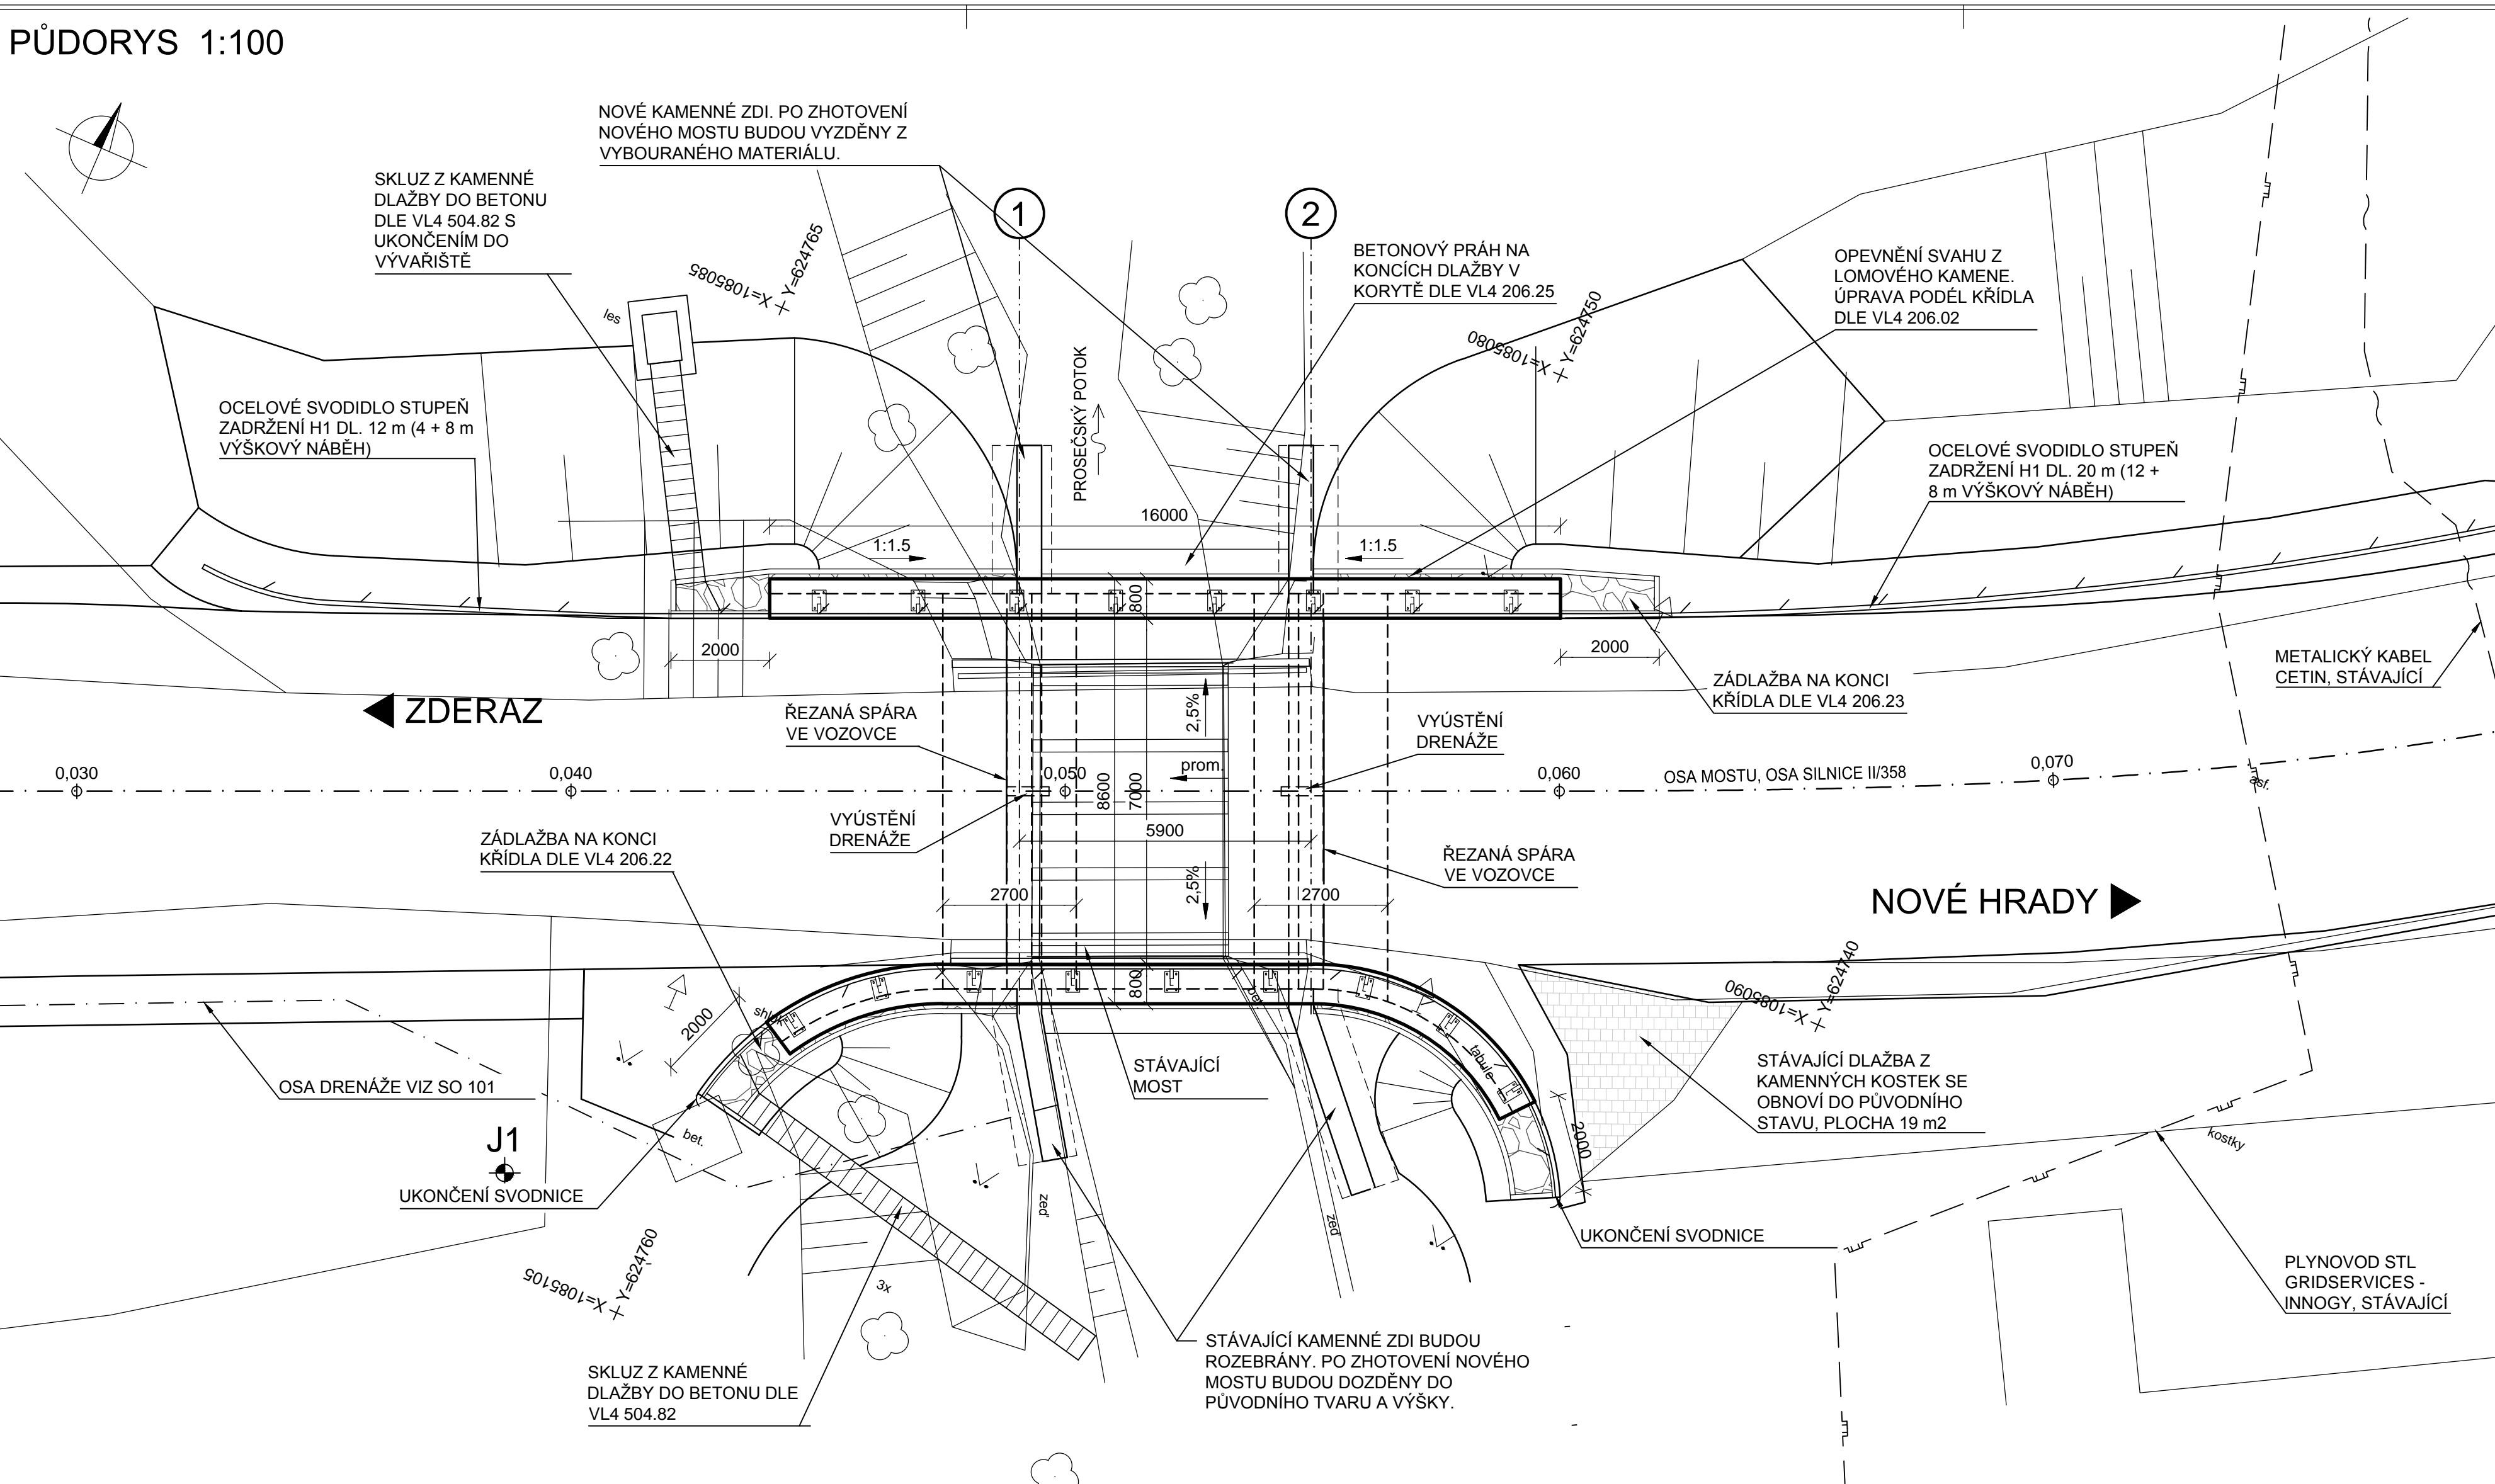 PŮDORYS 1:100
NOVÉ KAMENNÉ ZDI. PO ZHOTOVENÍ
NOVÉHO MOSTU BUDOU VYZDĚNY Z
VYBOURANÉHO MATERIÁLU.
SKLUZ Z KAMENNÉ
DLAŽBY DO BETONU
DLE VL4 504.82 S
UKONČENÍM DO
VÝVAŘIŠTĚ
1
2
X=1085085
Y=624765
BETONOVÝ PRÁH NA
KONCÍCH DLAŽBY V
KORYTĚ DLE VL4 206.25
OPEVNĚNÍ SVAHU Z
LOMOVÉHO KAMENE.
ÚPRAVA PODÉL KŘÍDLA
DLE VL4 206.02
X=1085080
Y=624750
les
PROSEČSKÝ POTOK
OCELOVÉ SVODIDLO STUPEŇ
ZADRŽENÍ H1 DL. 12 m (4 + 8 m
VÝŠKOVÝ NÁBĚH)
OCELOVÉ SVODIDLO STUPEŇ
ZADRŽENÍ H1 DL. 20 m (12 +
8 m VÝŠKOVÝ NÁBĚH)
16000
1:1.5
1:1.5
800
2000
2000
METALICKÝ KABEL
CETIN, STÁVAJÍCÍ
ZÁDLAŽBA NA KONCI
KŘÍDLA DLE VL4 206.23
ZDERAZ
ŘEZANÁ SPÁRA
VE VOZOVCE
2,5%
VYÚSTĚNÍ
DRENÁŽE
0,030
0,040
0,050
prom.
0,060
OSA MOSTU, OSA SILNICE II/358
0,070
asf.
8600
7000
VYÚSTĚNÍ
DRENÁŽE
5900
ZÁDLAŽBA NA KONCI
KŘÍDLA DLE VL4 206.22
ŘEZANÁ SPÁRA
VE VOZOVCE
2700
2,5%
2700
NOVÉ HRADY
800
bet.
X=1085090
Y=624740
2000
tabule
OSA DRENÁŽE VIZ SO 101
STÁVAJÍCÍ
MOST
STÁVAJÍCÍ DLAŽBA Z
KAMENNÝCH KOSTEK SE
OBNOVÍ DO PŮVODNÍHO
STAVU, PLOCHA 19 m2
2000
bet.
kostky
J1
UKONČENÍ SVODNICE
zeď
zeď
UKONČENÍ SVODNICE
X=1085105
Y=624760
3x
PLYNOVOD STL
GRIDSERVICES -
INNOGY, STÁVAJÍCÍ
STÁVAJÍCÍ KAMENNÉ ZDI BUDOU
ROZEBRÁNY. PO ZHOTOVENÍ NOVÉHO
MOSTU BUDOU DOZDĚNY DO
PŮVODNÍHO TVARU A VÝŠKY.
SKLUZ Z KAMENNÉ
DLAŽBY DO BETONU DLE
VL4 504.82